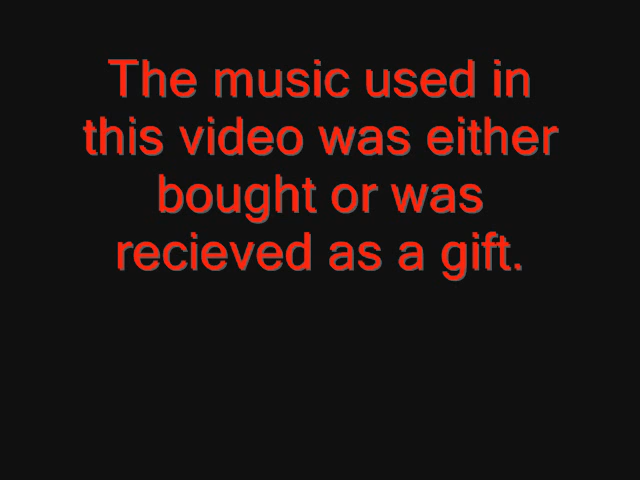 The music used in
this video was either
bought or was
recieved as a gift.